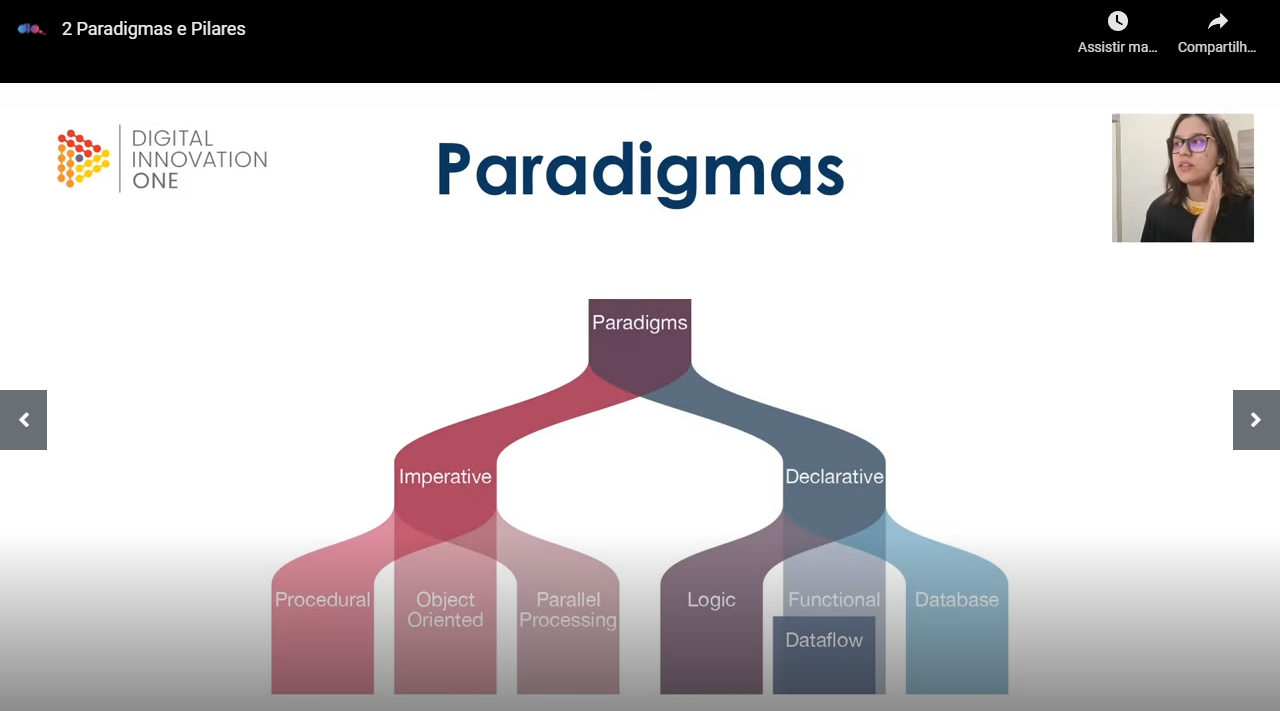 dio.
2 Paradigmas e Pilares
Assistir ma...
Compartilh...
DIGITAL
INNOVATION
ONE
Paradigmas
Paradigms
Imperative
Declarative
Procedural
Object
Oriented
Parallel
Processing
Logic
Functional
Dataflow
Database